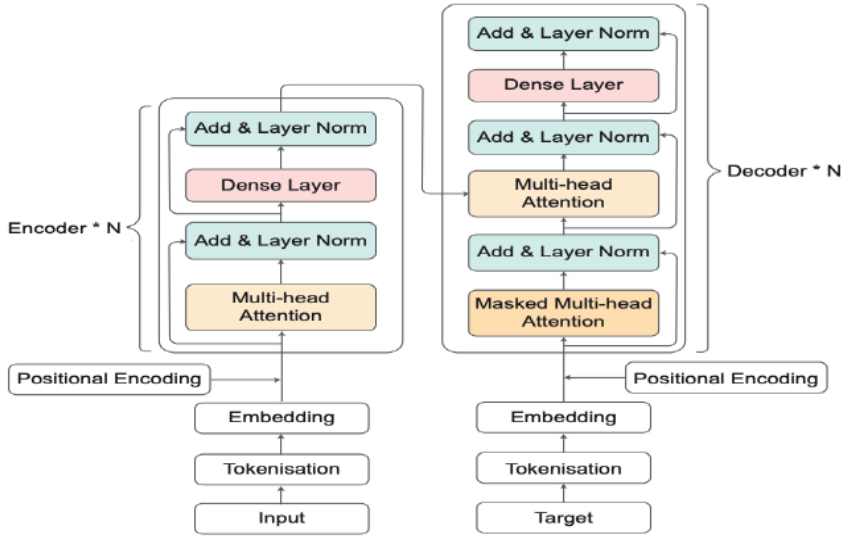 Add & Layer Norm
Dense Layer
Add & Layer Norm
Multi-head
Attention
Add & Layer Norm
Masked Multi-head
Attention
Decoder * N
Positional Encoding
Embedding
Tokenisation
Target
Add & Layer Norm
Dense Layer
Add & Layer Norm
Multi-head
Attention
Encoder * N
Positional Encoding
Embedding
Tokenisation
Input